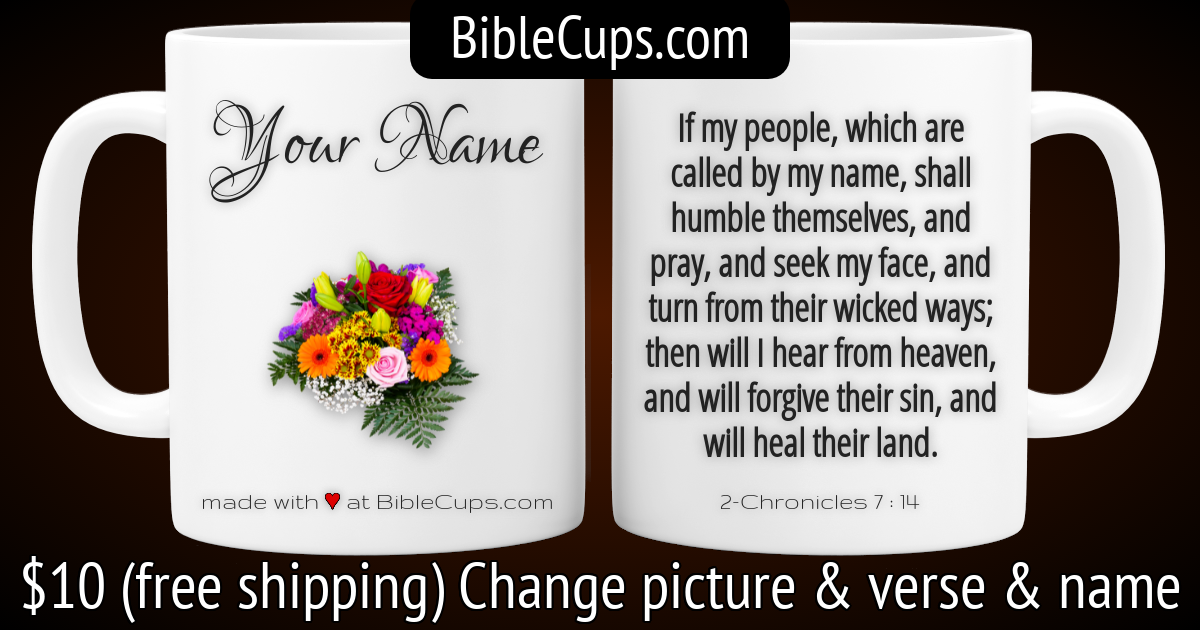 BibleCups.com
Your Name
made with ♥ at BibleCups.com
If my people, which are
called by my name, shall
humble themselves, and
pray, and seek my face, and
turn from their wicked ways;
then will I hear from heaven,
and will forgive their sin, and
will heal their land.
2-Chronicles 7 : 14
$10 (free shipping) Change picture & verse & name